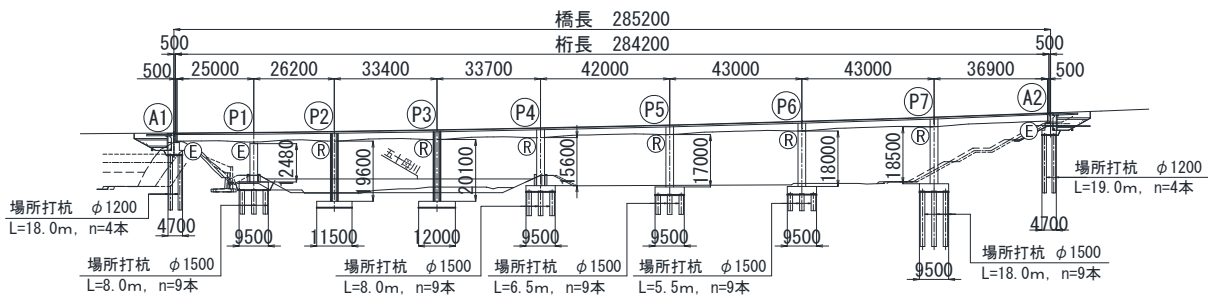 橋長 285200
500 桁長 284200 500
500 25000 26200 33400 33700 42000 43000 43000 36900 500
A1 P1 P2 P3 P4 P5 P6 P7 A2
E E R R R R R R E
12480 19600 五十母川 20100 15600 17000 18000 18500
場所打杭 φ1200
L=18.0m, n=4本
場所打杭 φ1200
L=19.0m, n=4本
4700 9500 11500 12000 9500 9500 9500 9500 4700
場所打杭 φ1500
L=8.0m, n=9本
場所打杭 φ1500
L=8.0m, n=9本
場所打杭 φ1500
L=6.5m, n=9本
場所打杭 φ1500
L=5.5m, n=9本
場所打杭 φ1500
L=18.0m, n=9本